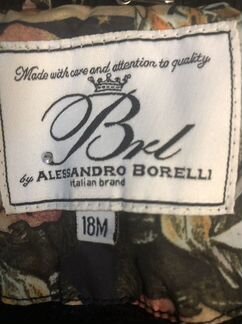 Made with care and attention to quality
Brl
by ALESSANDRO BORELLI
italian brand
18M